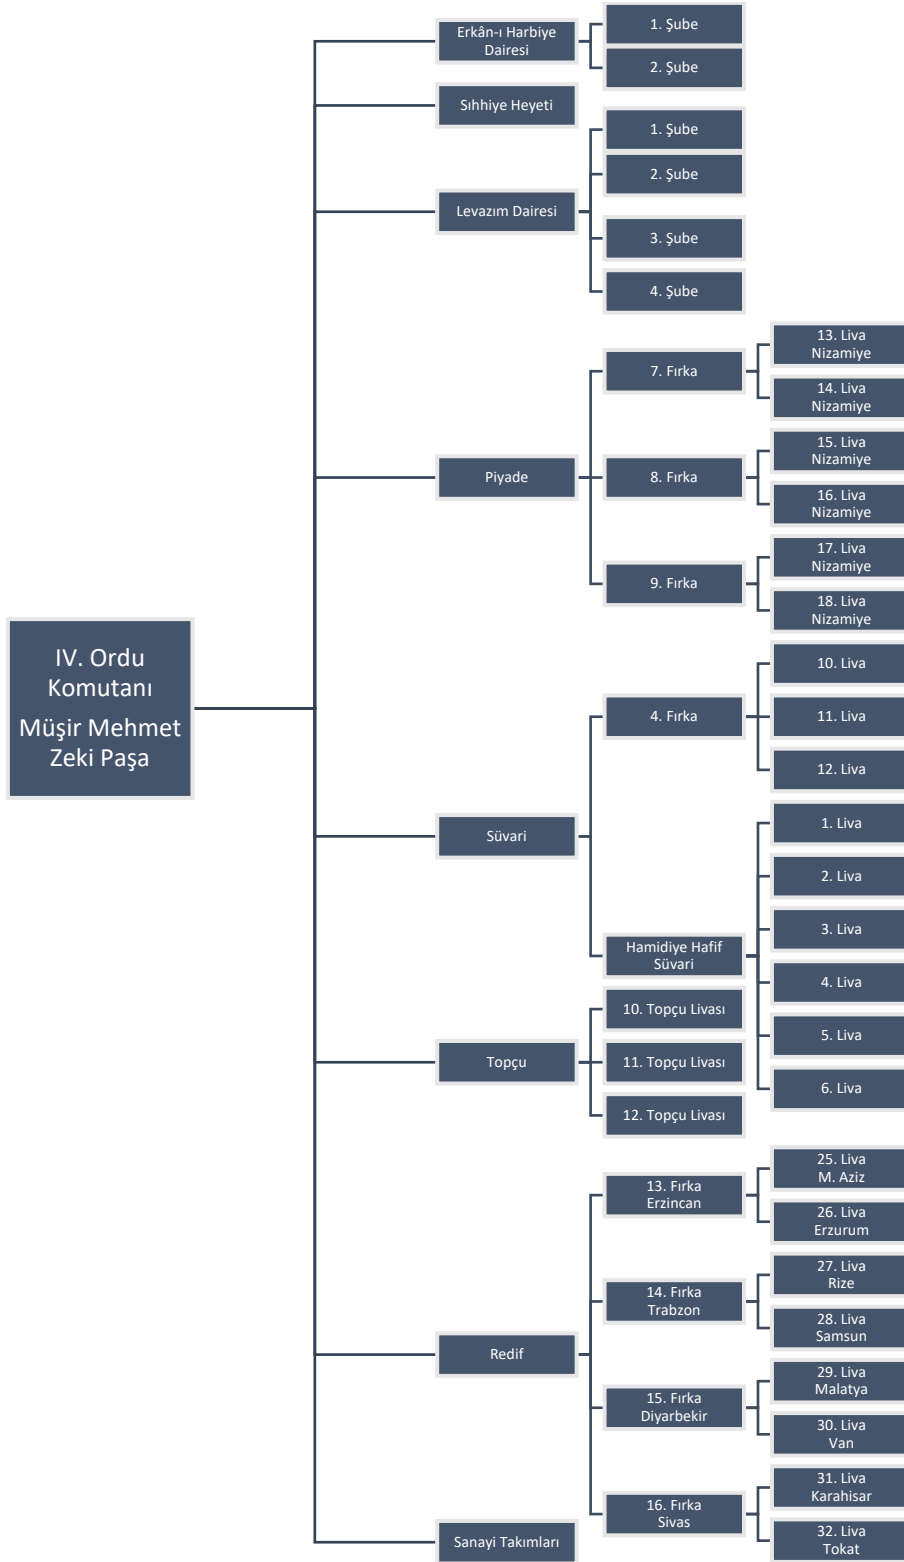 IV. Ordu
Komutanı
Müşir Mehmet
Zeki Paşa
Erkân-ı Harbiye
Dairesi
1. Şube
2. Şube
Sıhhiye Heyeti
Levazım Dairesi
1. Şube
2. Şube
3. Şube
4. Şube
Piyade
7. Fırka
13. Liva
Nizamiye
14. Liva
Nizamiye
8. Fırka
15. Liva
Nizamiye
16. Liva
Nizamiye
9. Fırka
17. Liva
Nizamiye
18. Liva
Nizamiye
Süvari
4. Fırka
10. Liva
11. Liva
12. Liva
Hamidiye Hafif
Süvari
1. Liva
2. Liva
3. Liva
4. Liva
5. Liva
6. Liva
Topçu
10. Topçu Livası
11. Topçu Livası
12. Topçu Livası
Redif
13. Fırka
Erzincan
25. Liva
M. Aziz
26. Liva
Erzurum
14. Fırka
Trabzon
27. Liva
Rize
28. Liva
Samsun
15. Fırka
Diyarbekir
29. Liva
Malatya
30. Liva
Van
16. Fırka
Sivas
31. Liva
Karahisar
32. Liva
Tokat
Sanayi Takımları